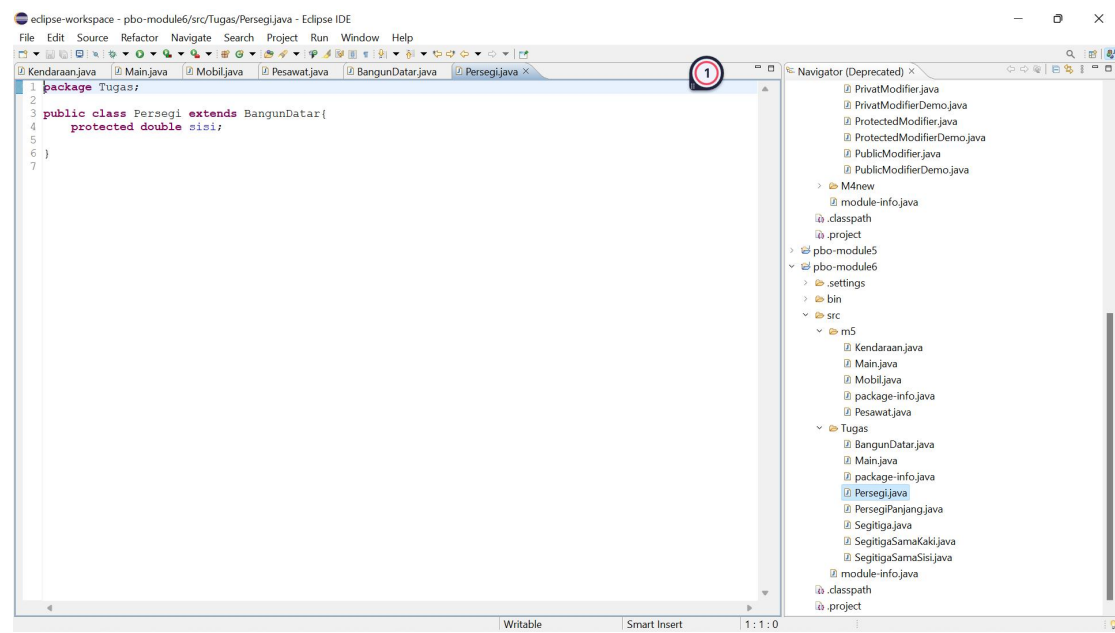 eclipse-workspace - pbo-module6/src/Tugas/Persegi.java - Eclipse IDE
File Edit Source Refactor Navigate Search Project Run Window Help
Kendaraan.java Main.java Mobil.java Pesawat.java BangunDatar.java Persegi.java
1
1 package Tugas;
2
3 public class Persegi extends BangunDatar{
4 protected double sisi;
5
6 }
7
Navigator (Deprecated)
PrivatModifier.java
PrivatModifierDemo.java
ProtectedModifier.java
ProtectedModifierDemo.java
PublicModifier.java
PublicModifierDemo.java
M4new
module-info.java
.classpath
.project
pbo-module5
pbo-module6
.settings
bin
src
m5
Kendaraan.java
Main.java
Mobil.java
package-info.java
Pesawat.java
Tugas
BangunDatar.java
Main.java
package-info.java
Persegi.java
PersegiPanjang.java
Segitiga.java
SegitigaSamaKaki.java
SegitigaSamaSisi.java
module-info.java
.classpath
.project
Writable Smart Insert 1 : 1 : 0